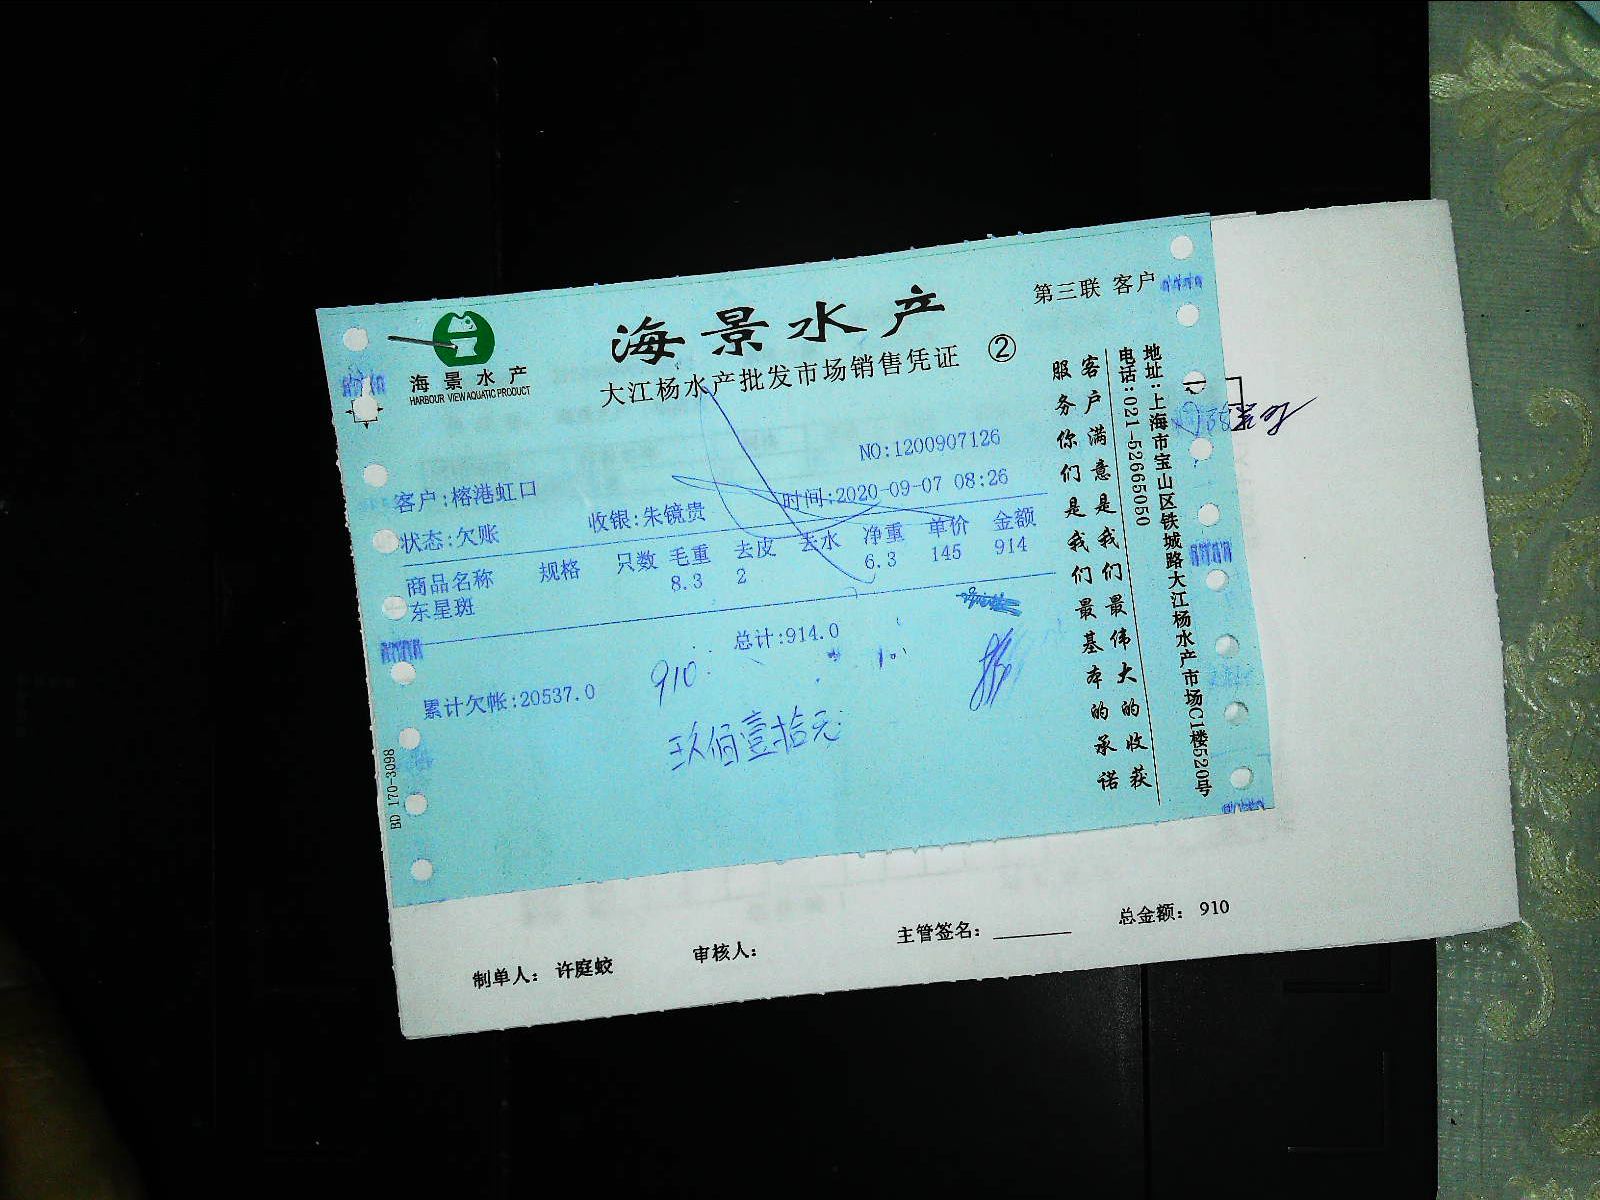 第三联 客户
海景水产
HARBOUR VIEW AQUATIC PRODUCT
海景水产
大江杨水产批发市场销售凭证 ②
NO:1200907126
客户:榕港虹口
时间:2020-09-07 08:26
状态:欠账 收银:朱镜贵
商品名称 规格 只数 毛重 去皮 丢水 净重 单价 金额
东星斑 8.3 2 6.3 145 914
总计:914.0
910.
累计欠帐:20537.0
玖佰壹拾元
客户满意是我们最伟大的收获
服务你们是我们最基本的承诺
地址:上海市宝山区铁城路大江杨水产市场C1楼520号
电话:021-52665050
BD 170-3098
制单人: 许庭蛟 审核人: 主管签名: 总金额: 910